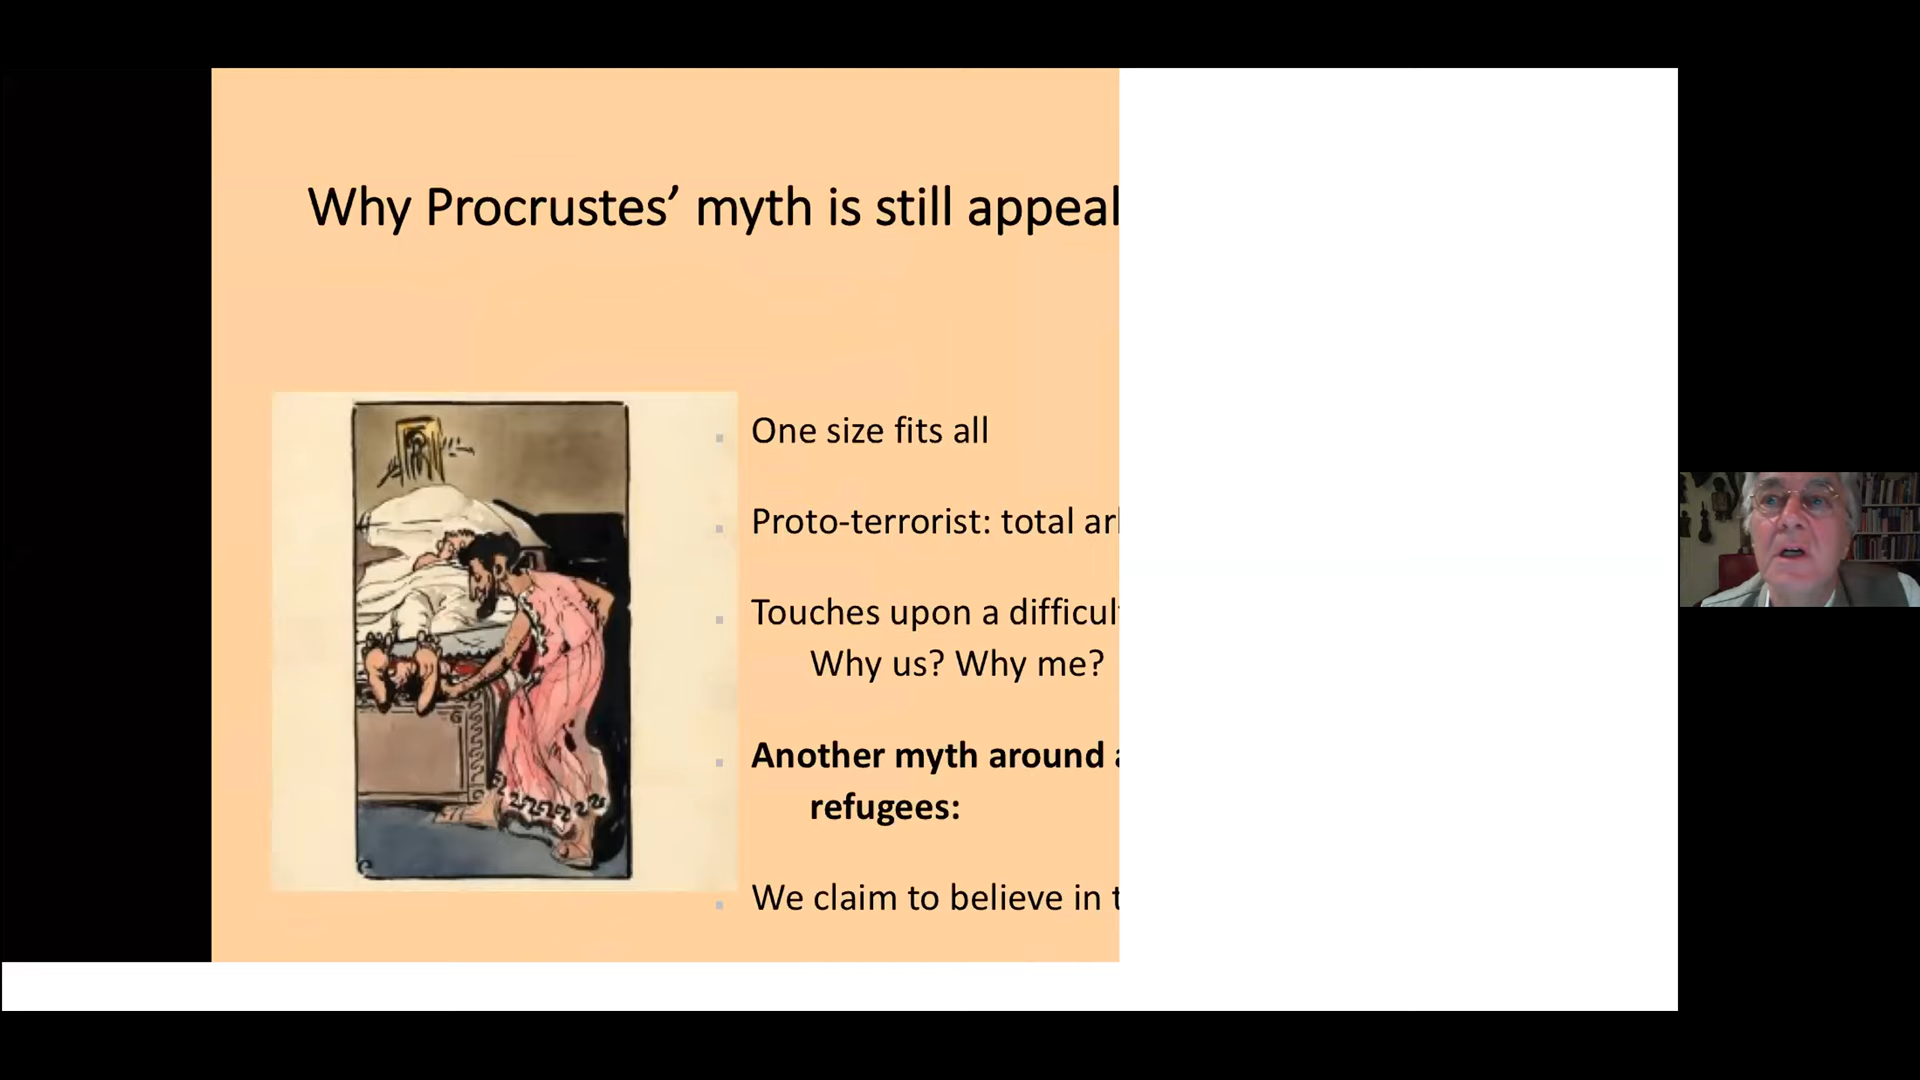 Why Procrustes’ myth is still appeal
One size fits all
Proto-terrorist: total
Touches upon a difficul
Why us? Why me?
Another myth around
refugees:
We claim to believe in